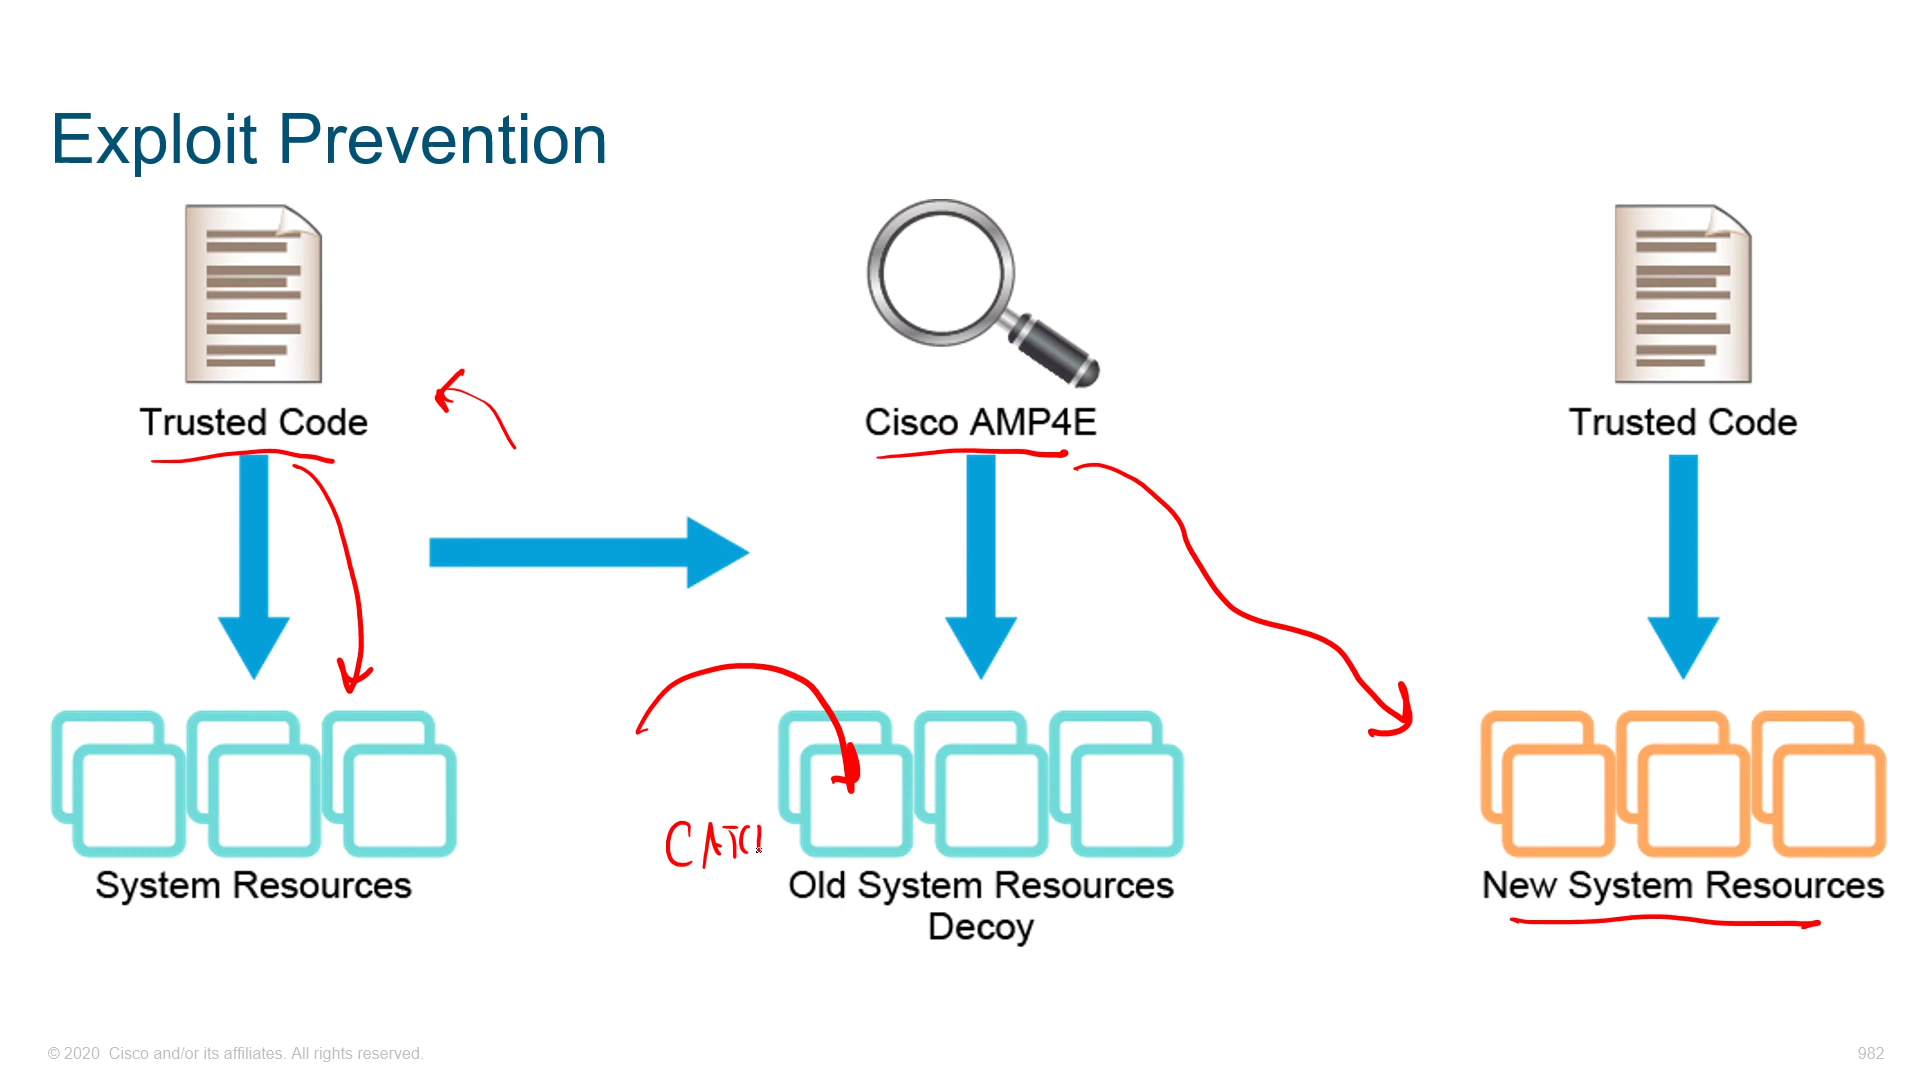 Exploit Prevention
Trusted Code
Cisco AMP4E
Trusted Code
CATC
System Resources
Old System Resources
Decoy
New System Resources
© 2020 Cisco and/or its affiliates. All rights reserved.
982